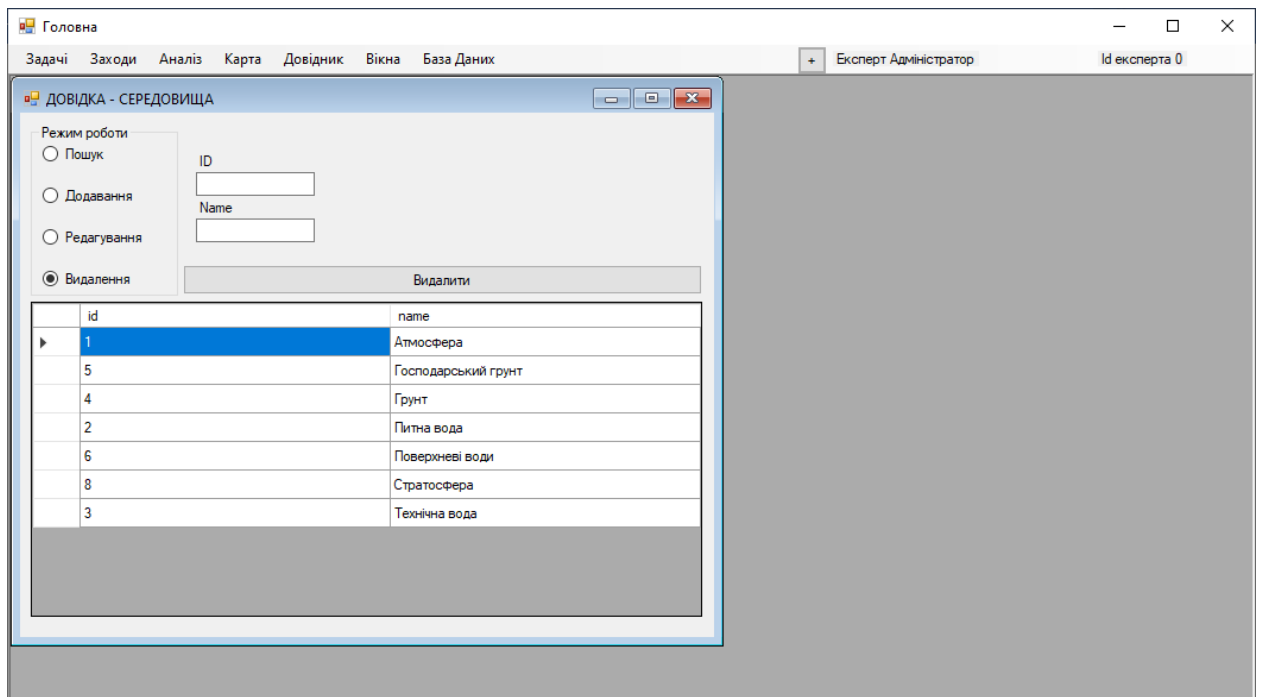 Головна
Задачі Заходи Аналіз Карта Довідник Вікна База Даних + Експерт Адміністратор Id експерта 0
ДОВІДКА - СЕРЕДОВИЩА
Режим роботи
Пошук
ID
Додавання
Name
Редагування
Видалення
Видалити
id name
1 Атмосфера
5 Господарський грунт
4 Грунт
2 Питна вода
6 Поверхневі води
8 Стратосфера
3 Технічна вода